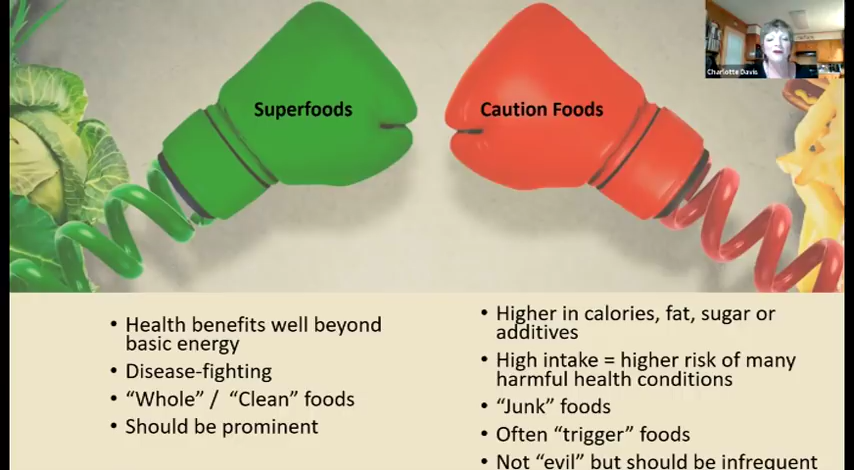 Superfoods
Caution Foods
Charlotte Davis
• Health benefits well beyond
basic energy
• Disease-fighting
• “Whole” / “Clean” foods
• Should be prominent
• Higher in calories, fat, sugar or
additives
• High intake = higher risk of many
harmful health conditions
• “Junk” foods
• Often “trigger” foods
• Not “evil” but should be infrequent